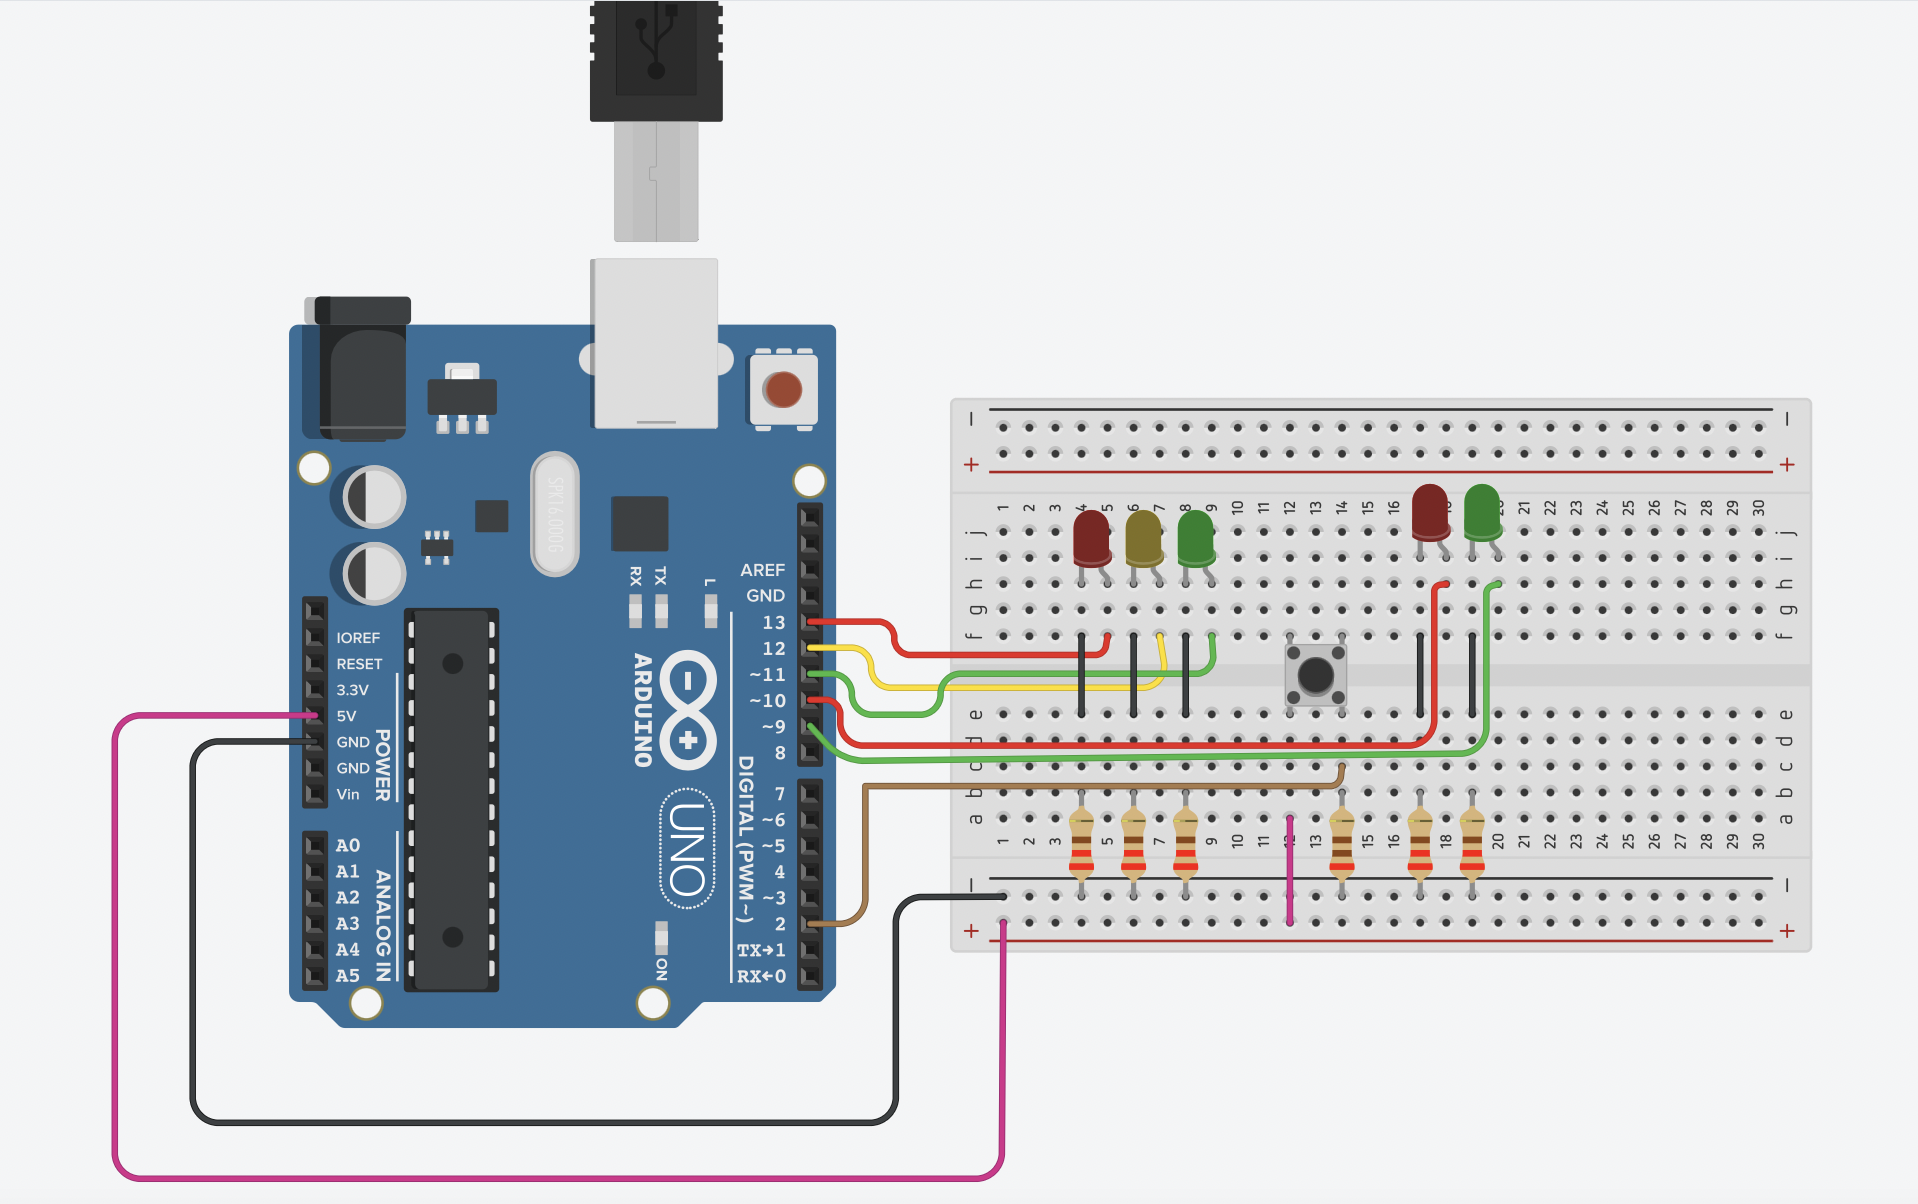 SPK16.000G
RX
TX
L
AREF
GND
13
12
~11
~10
~9
8
7
~6
~5
4
~3
2
TX→1
RX←0
DIGITAL (PWM~)
ARDUINO
UNO
ON
IOREF
RESET
3.3V
5V
GND
GND
Vin
POWER
A0
A1
A2
A3
A4
A5
ANALOG IN
− −
+ +
1 2 3 4 5 6 7 8 9 10 11 12 13 14 15 16 18 20 21 22 23 24 25 26 27 28 29 30
j j
i i
h h
g g
f f
e e
d d
c c
b b
a a
1 2 3 5 7 9 10 11 12 13 15 16 18 20 21 22 23 24 25 26 27 28 29 30
− −
+ +